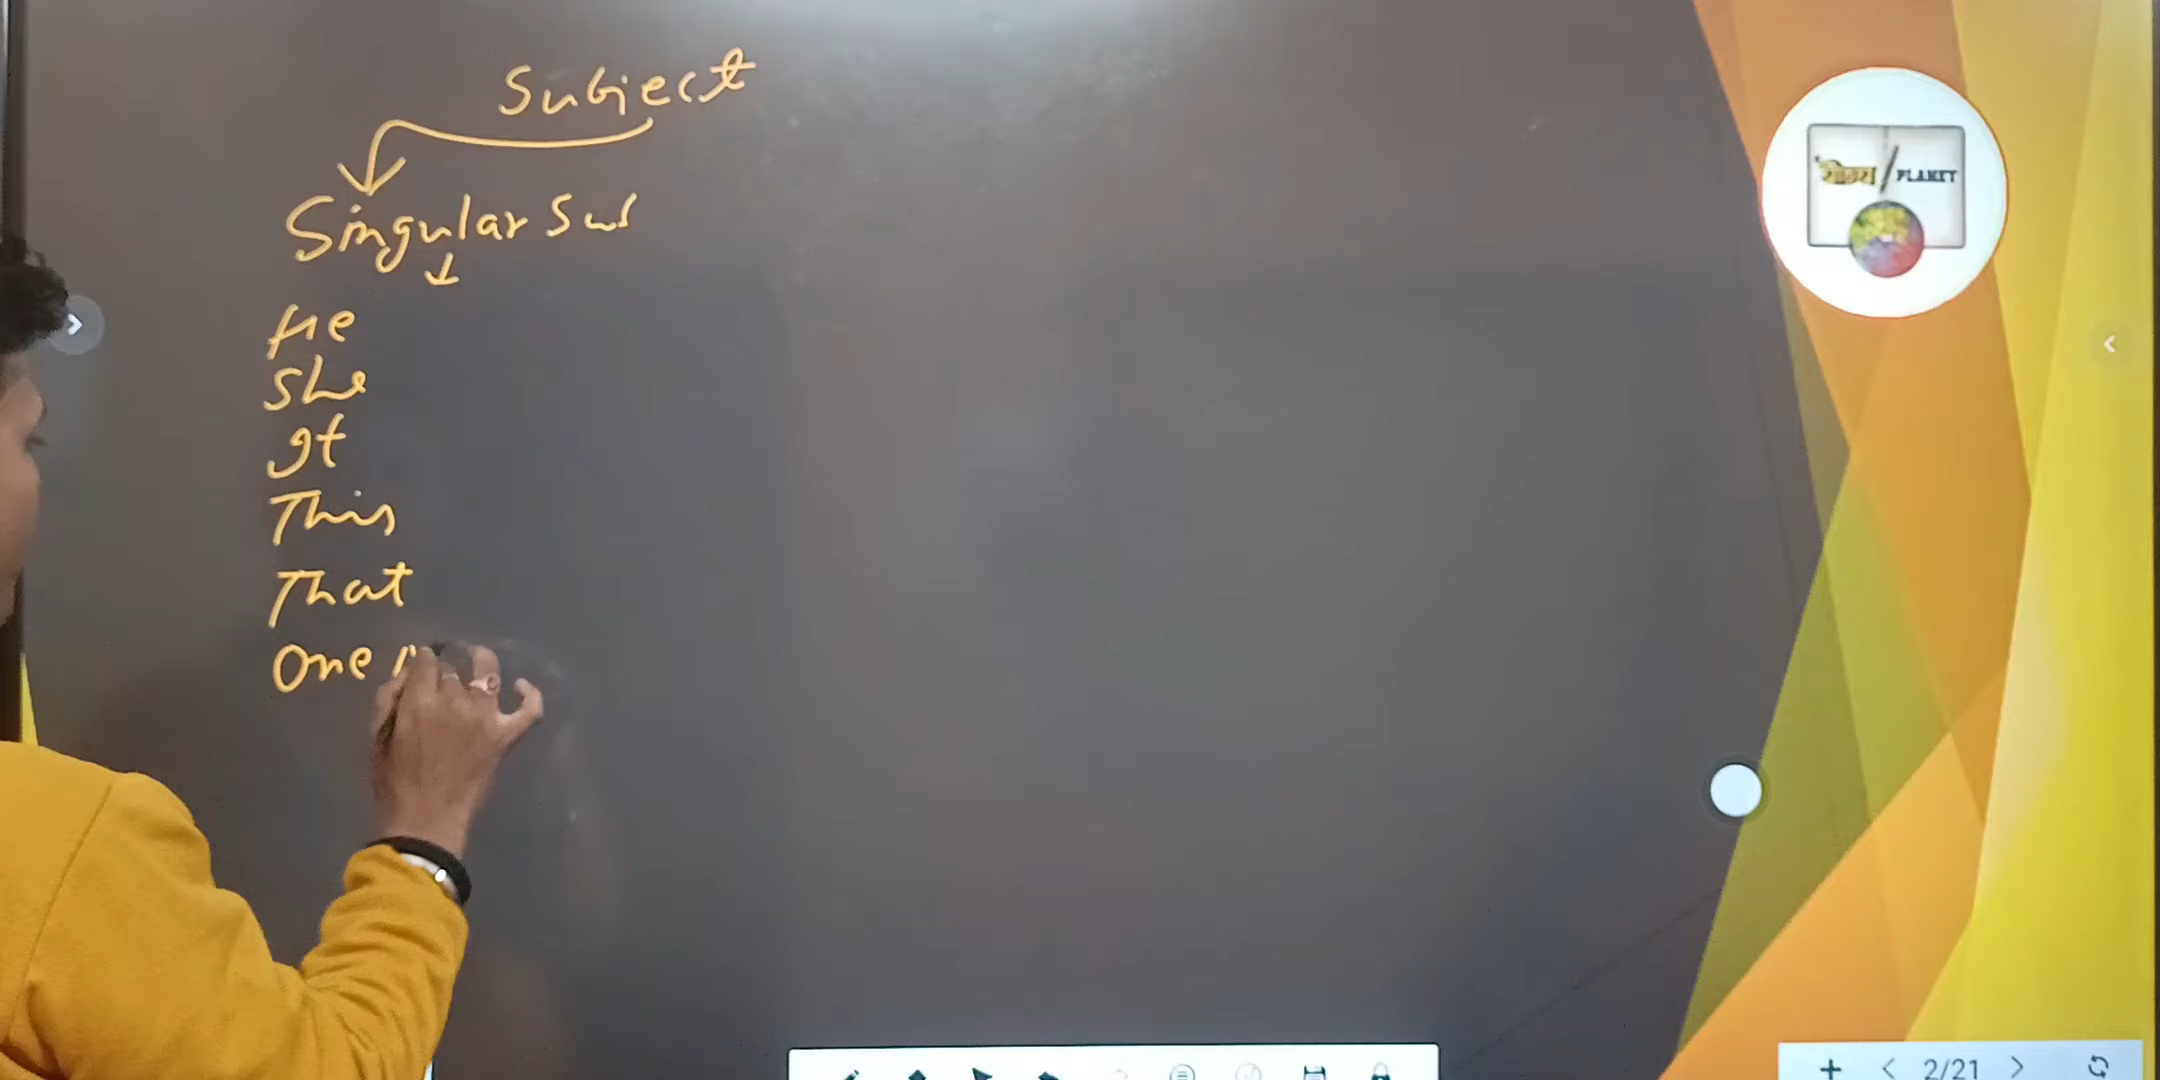 Subject
Singular Sub
He
She
It
This
That
One
PLANET
2/21